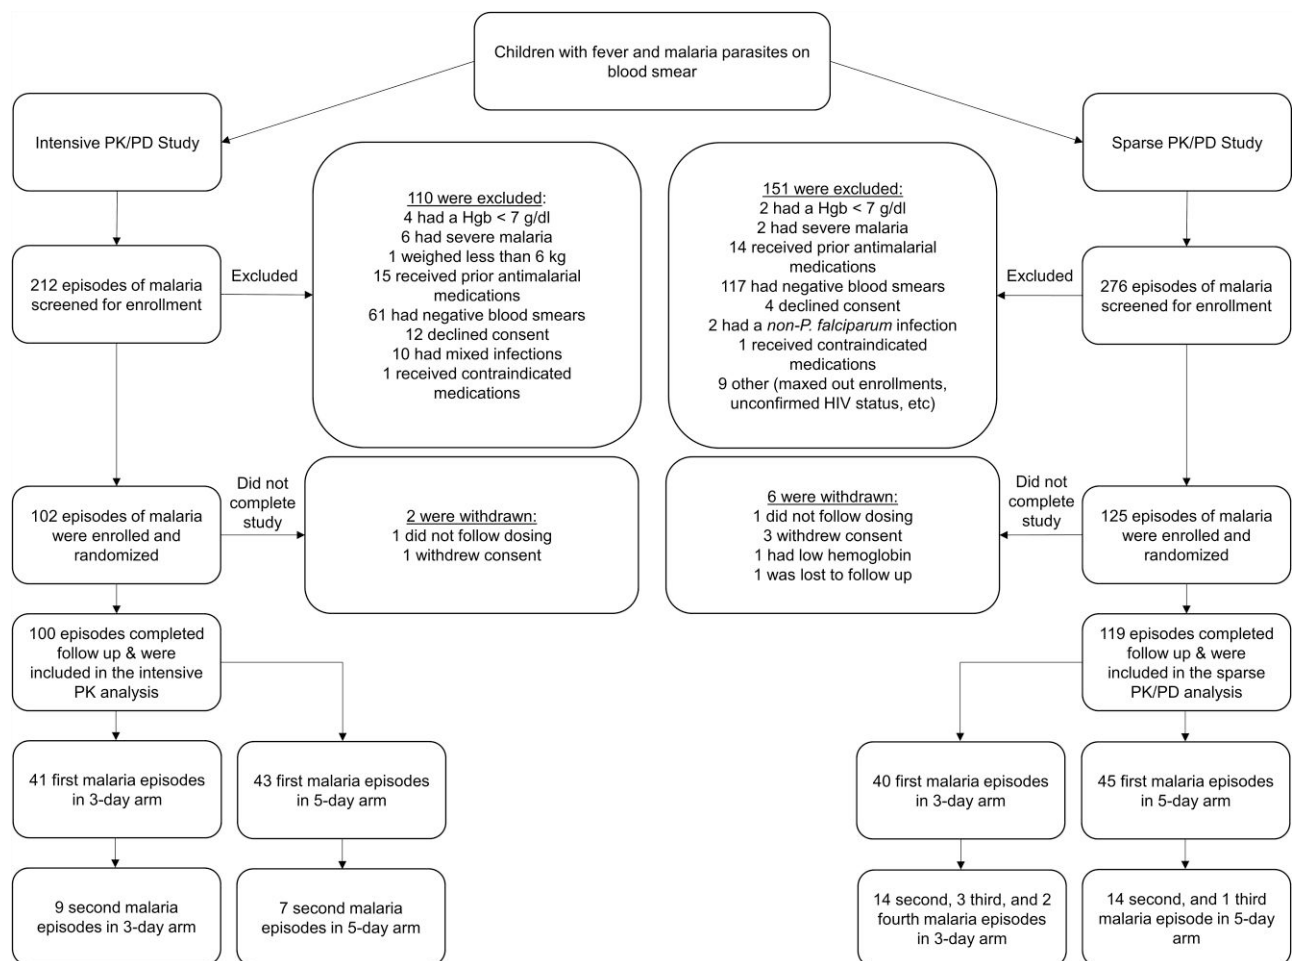 Children with fever and malaria parasites on
blood smear
Intensive PK/PD Study
Sparse PK/PD Study
110 were excluded:
4 had a Hgb < 7 g/dl
6 had severe malaria
1 weighed less than 6 kg
15 received prior antimalarial
medications
61 had negative blood smears
12 declined consent
10 had mixed infections
1 received contraindicated
medications
151 were excluded:
2 had a Hgb < 7 g/dl
2 had severe malaria
14 received prior antimalarial
medications
117 had negative blood smears
4 declined consent
2 had a non-P. falciparum infection
1 received contraindicated
medications
9 other (maxed out enrollments,
unconfirmed HIV status, etc)
212 episodes of malaria
screened for enrollment
Excluded
Excluded
276 episodes of malaria
screened for enrollment
102 episodes of malaria
were enrolled and
randomized
Did not
complete
study
2 were withdrawn:
1 did not follow dosing
1 withdrew consent
6 were withdrawn:
1 did not follow dosing
3 withdrew consent
1 had low hemoglobin
1 was lost to follow up
Did not
complete
study
125 episodes of malaria
were enrolled and
randomized
100 episodes completed
follow up & were
included in the intensive
PK analysis
119 episodes completed
follow up & were
included in the sparse
PK/PD analysis
41 first malaria episodes
in 3-day arm
43 first malaria episodes
in 5-day arm
40 first malaria episodes
in 3-day arm
45 first malaria episodes
in 5-day arm
9 second malaria
episodes in 3-day arm
7 second malaria
episodes in 5-day arm
14 second, 3 third, and 2
fourth malaria episodes
in 3-day arm
14 second, and 1 third
malaria episode in 5-day
arm